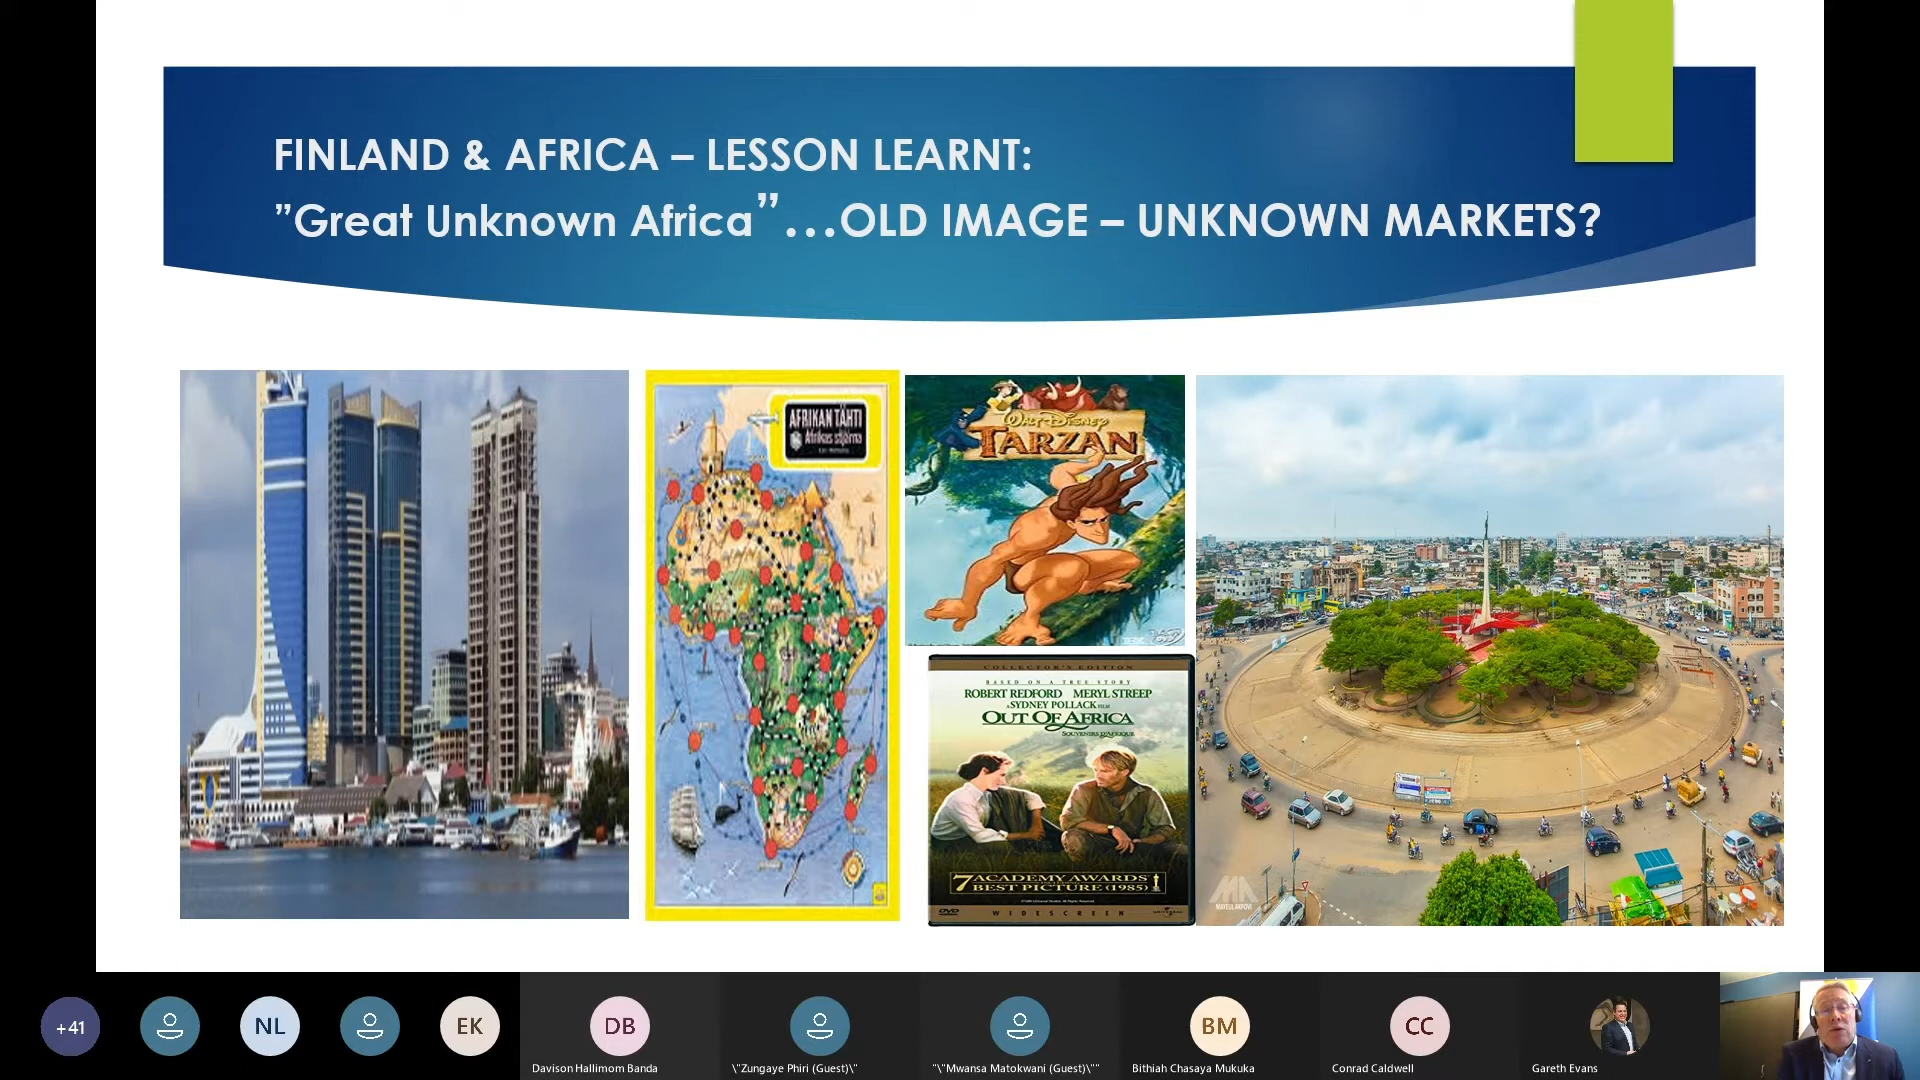 FINLAND & AFRICA – LESSON LEARNT:
”Great Unknown Africa”...OLD IMAGE – UNKNOWN MARKETS?
AFRIKAN TÄHTI
Afrikas stjärna
WALT DISNEY
TARZAN
COLLECTOR'S EDITION
BASED ON A TRUE STORY
ROBERT REDFORD MERYL STREEP
A SYDNEY POLLACK FILM
OUT OF AFRICA
SOUVENIRS D'AFRIQUE
7 ACADEMY AWARDS
BEST PICTURE (1985)
DVD
WIDESCREEN
MA
MAYEULAKPOVI
+41
NL
EK
DB
BM
CC
Davison Hallimom Banda
\"Zungaye Phiri (Guest)\"
"\"Mwansa Matokwani (Guest)\""
Bithiah Chasaya Mukuka
Conrad Caldwell
Gareth Evans